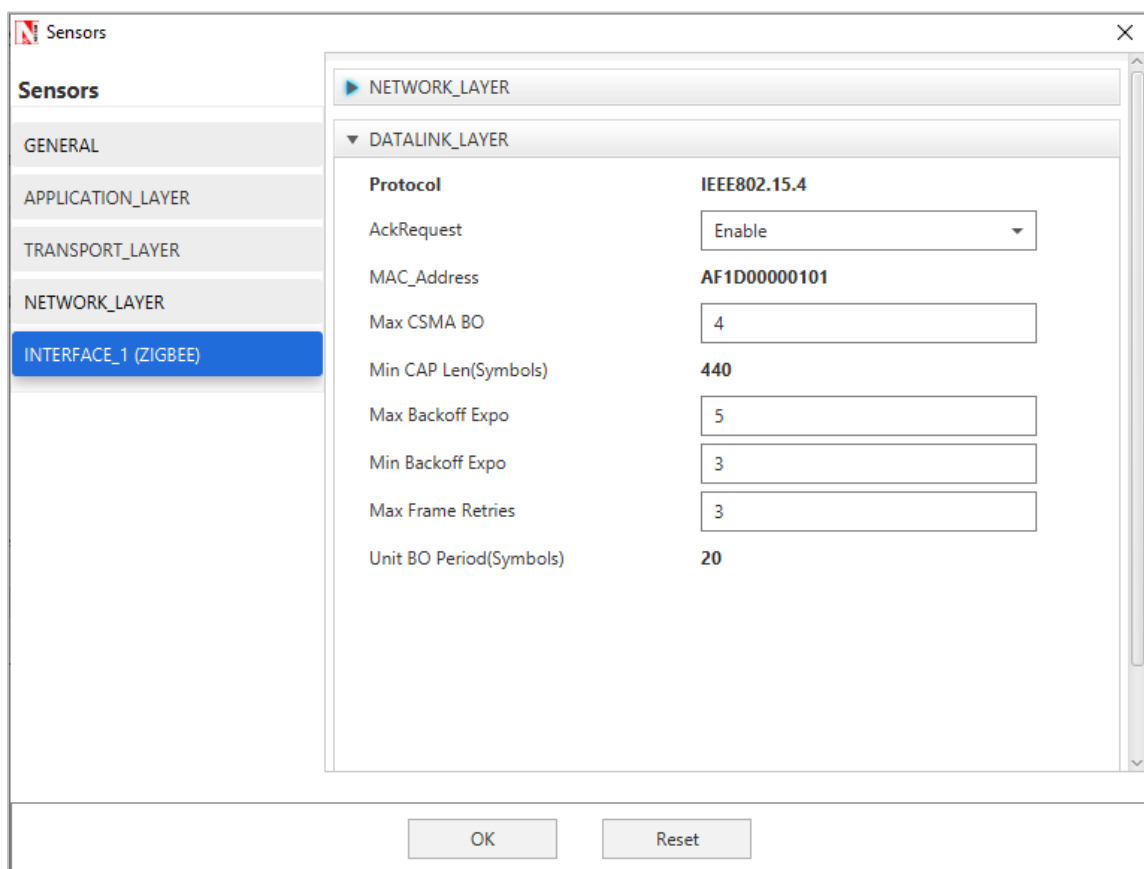 Sensors
Sensors
GENERAL
APPLICATION_LAYER
TRANSPORT_LAYER
NETWORK_LAYER
INTERFACE_1 (ZIGBEE)
NETWORK_LAYER
DATALINK_LAYER
Protocol IEEE802.15.4
AckRequest Enable
MAC_Address AF1D00000101
Max CSMA BO 4
Min CAP Len(Symbols) 440
Max Backoff Expo 5
Min Backoff Expo 3
Max Frame Retries 3
Unit BO Period(Symbols) 20
OK Reset